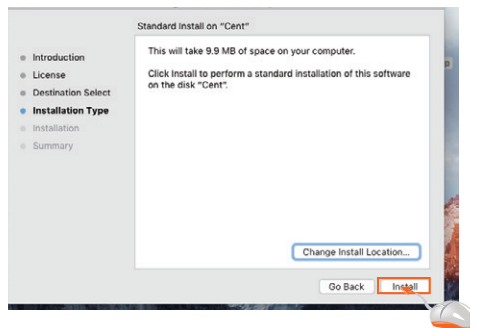 Standard Install on "Cent"
Introduction
License
Destination Select
Installation Type
Installation
Summary
This will take 9.9 MB of space on your computer.
Click Install to perform a standard installation of this software
on the disk "Cent".
Change Install Location...
Go Back
Install